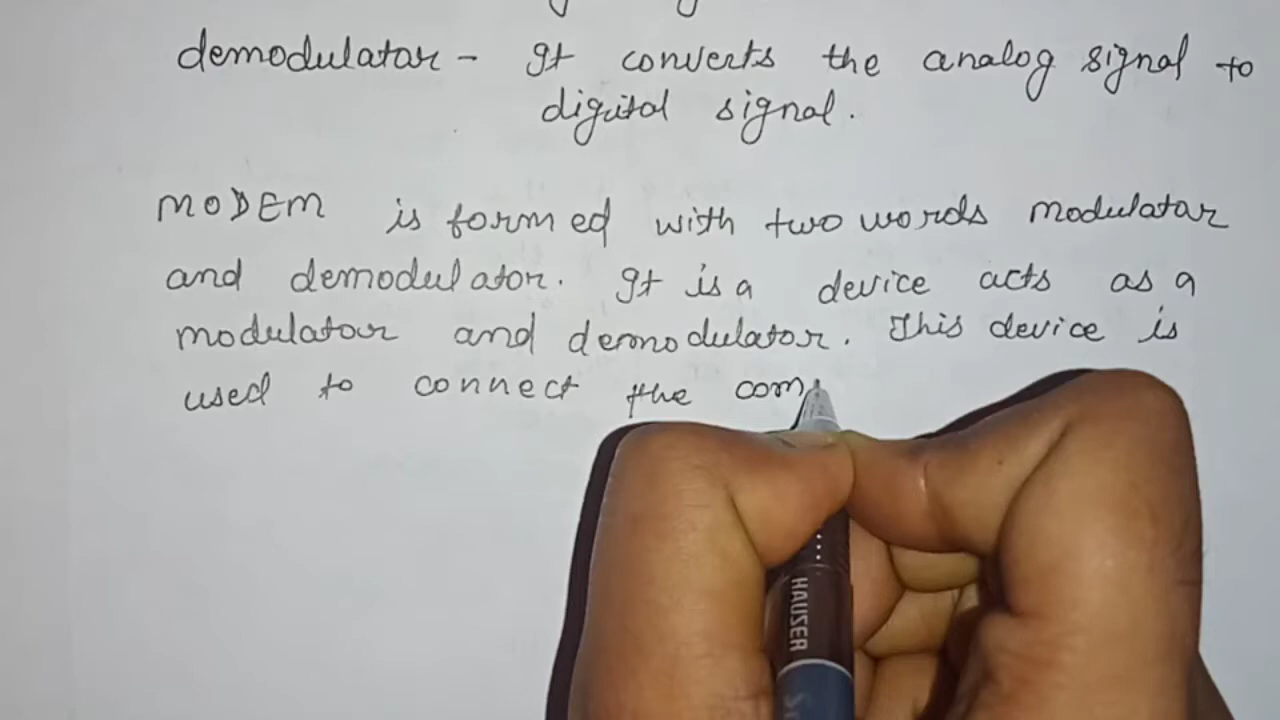 demodulatar - It converts the analog signal to
digital signal.
MODEM is formed with two words modulatar
and demodulator. It is a device acts as a
modulator and demodulator. This device is
used to connect the com
HAUSER